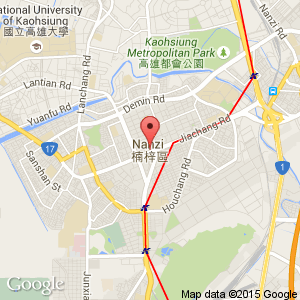 National University
of Kaohsiung
國立高雄大學
Kaohsiung
Metropolitan Park
高雄都會公園
Nanzi Rd
Lantian Rd
Lanchang Rd
Demin Rd
Yuanfu Rd
Jiachang Rd
17
Nanzi
楠梓區
Sanshan St
1
Houchang Rd
Junxia
Map data ©2015 Google